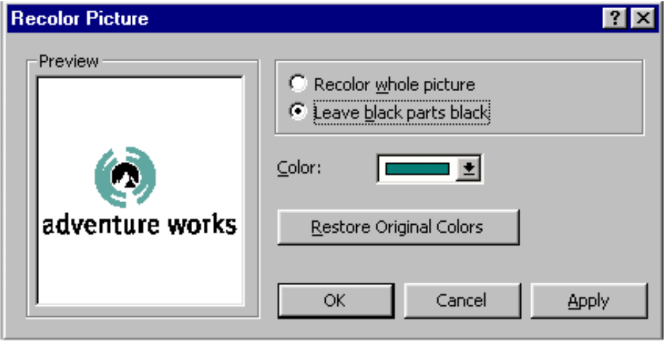 Recolor Picture
Preview
adventure works
Recolor whole picture
Leave black parts black
Color:
Restore Original Colors
OK
Cancel
Apply